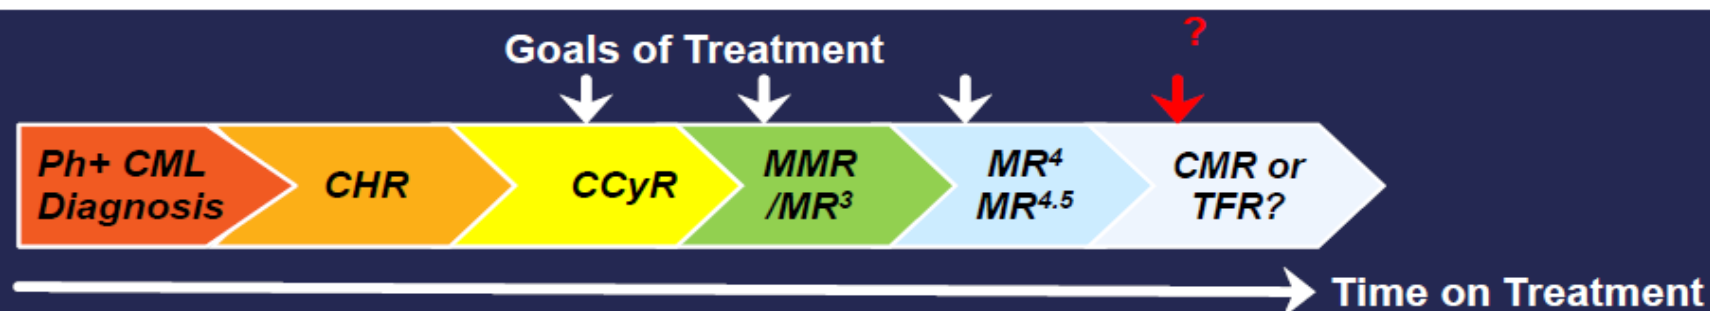 ?
Goals of Treatment
Ph+ CML
Diagnosis
CHR
CCyR
MMR
/MR³
MR⁴
MR⁴·⁵
CMR or
TFR?
Time on Treatment